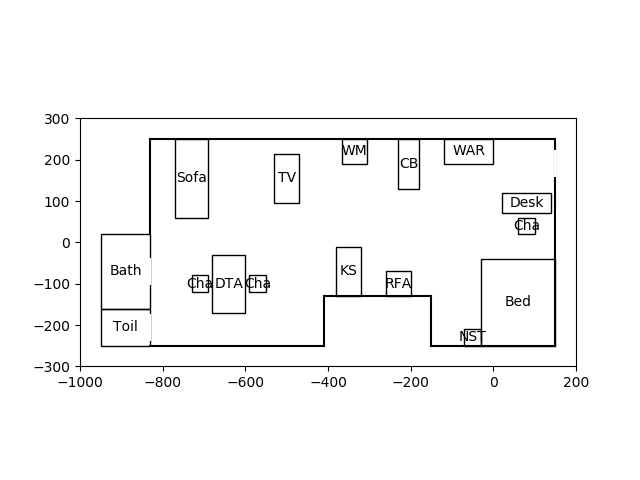 300
200
100
0
−100
−200
−300
−1000
−800
−600
−400
−200
0
200
WM
WAR
CB
Sofa
TV
Desk
Cha
Bath
KS
Cha
DTA
Cha
RFA
Bed
Toil
NST